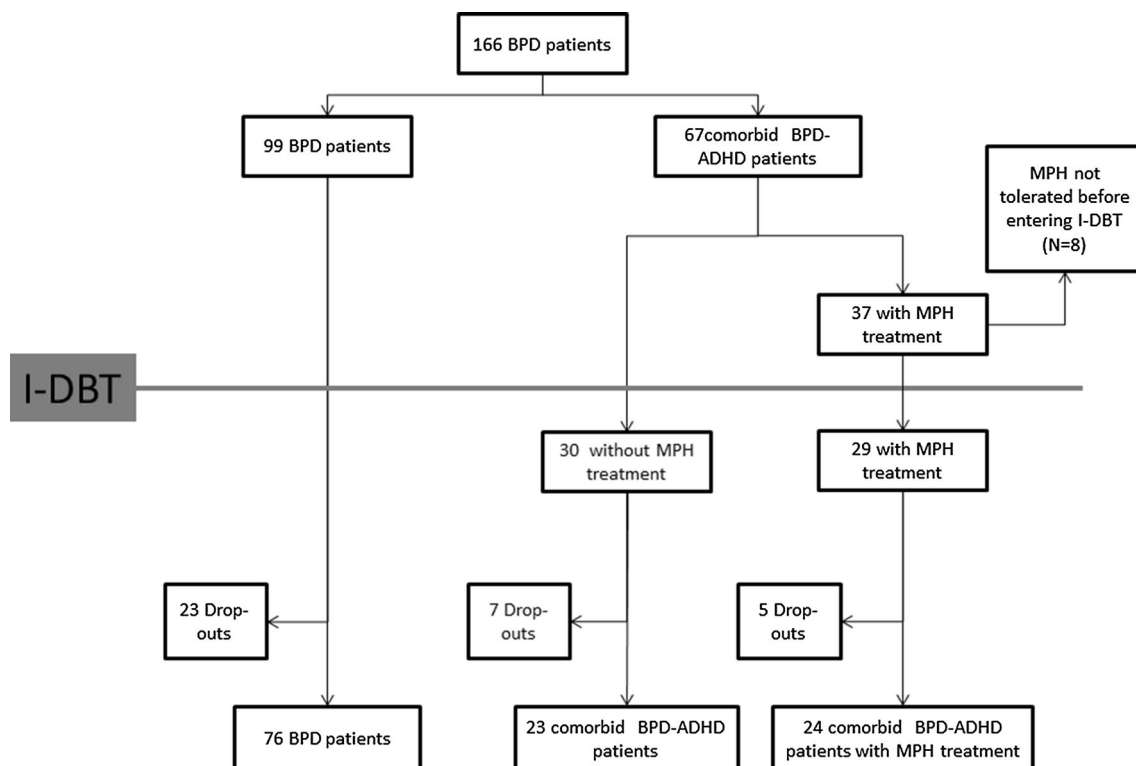 166 BPD patients
99 BPD patients
67comorbid BPD-
ADHD patients
MPH not
tolerated before
entering I-DBT
(N=8)
37 with MPH
treatment
I-DBT
30 without MPH
treatment
29 with MPH
treatment
23 Drop-
outs
7 Drop-
outs
5 Drop-
outs
76 BPD patients
23 comorbid BPD-ADHD
patients
24 comorbid BPD-ADHD
patients with MPH treatment